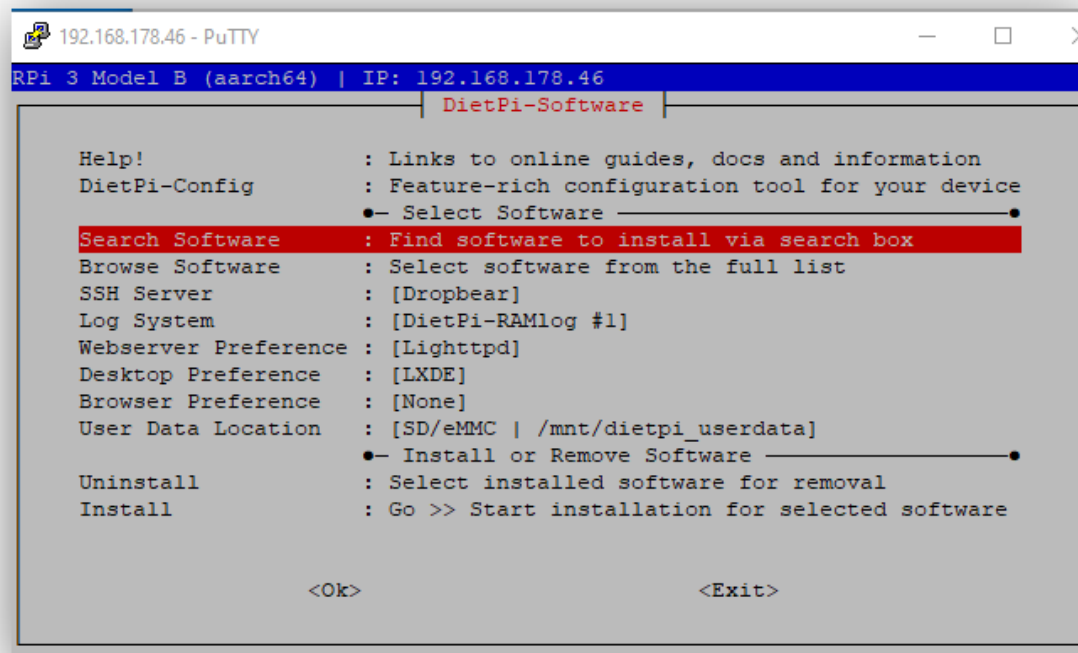 192.168.178.46 - PuTTY
RPi 3 Model B (aarch64) | IP: 192.168.178.46
DietPi-Software
Help! : Links to online guides, docs and information
DietPi-Config : Feature-rich configuration tool for your device
●─ Select Software ─●
Search Software : Find software to install via search box
Browse Software : Select software from the full list
SSH Server : [Dropbear]
Log System : [DietPi-RAMlog #1]
Webserver Preference : [Lighttpd]
Desktop Preference : [LXDE]
Browser Preference : [None]
User Data Location : [SD/eMMC | /mnt/dietpi_userdata]
●─ Install or Remove Software ─●
Uninstall : Select installed software for removal
Install : Go >> Start installation for selected software
<Ok> <Exit>